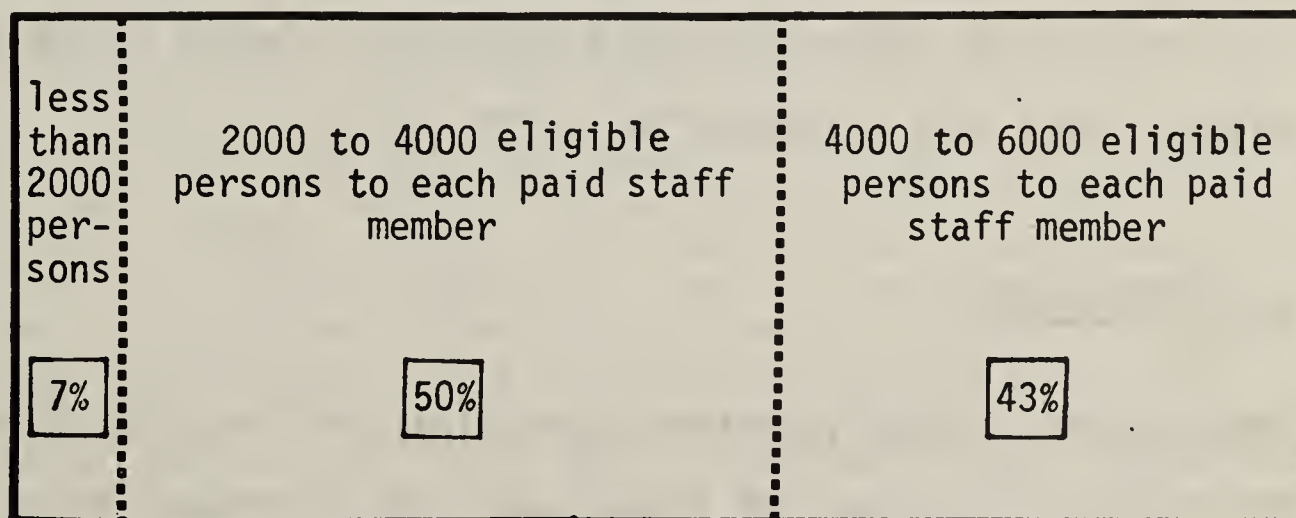 less
than
2000
per-
sons
7%
2000 to 4000 eligible
persons to each paid staff
member
50%
4000 to 6000 eligible
persons to each paid
staff member
43%